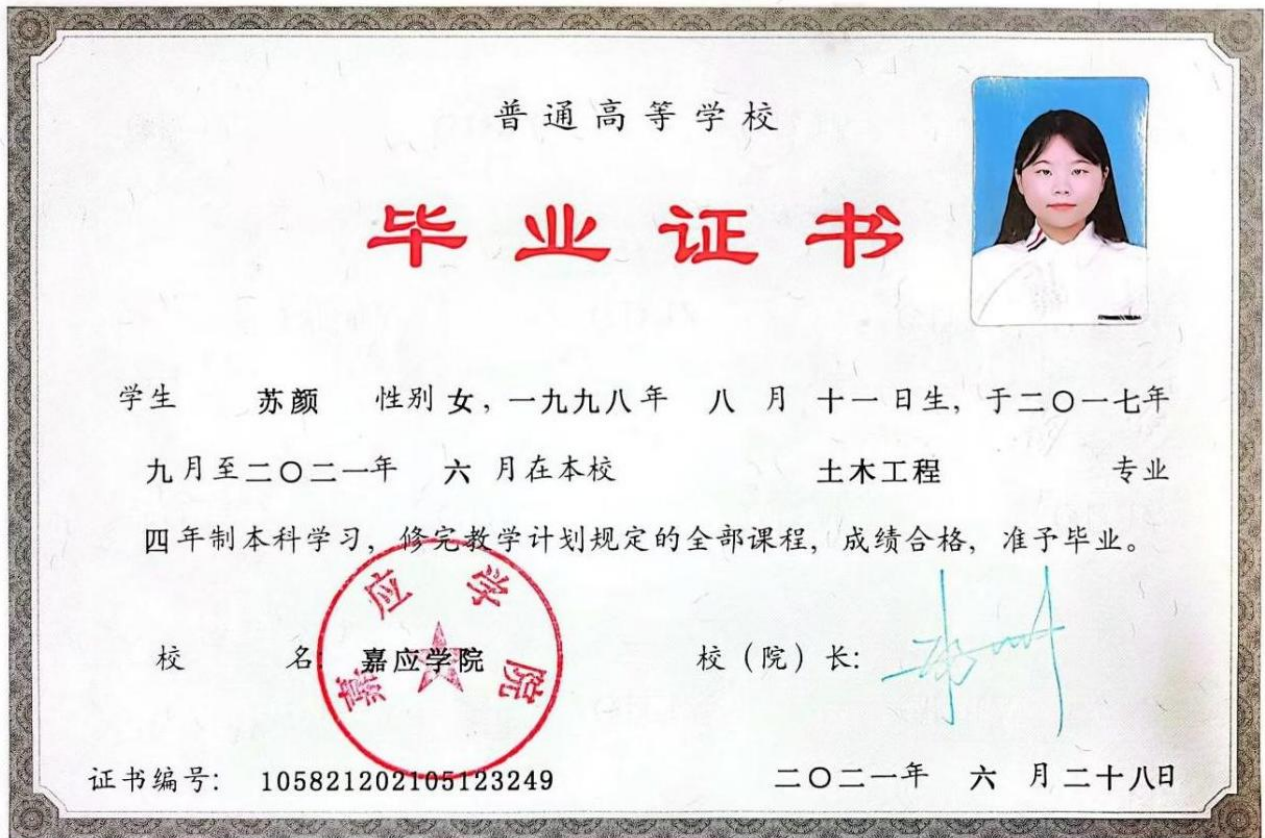 普通高等学校
毕业证书
学生 苏颜 性别 女，一九九八年 八 月 十一日生，于二〇一七年
九月至二〇二一年 六 月在本校 土木工程 专业
四年制本科学习，修完教学计划规定的全部课程，成绩合格，准予毕业。
嘉应学院
校 名 嘉应学院 校（院）长：
证书编号： 105821202105123249 二〇二一年 六 月二十八日